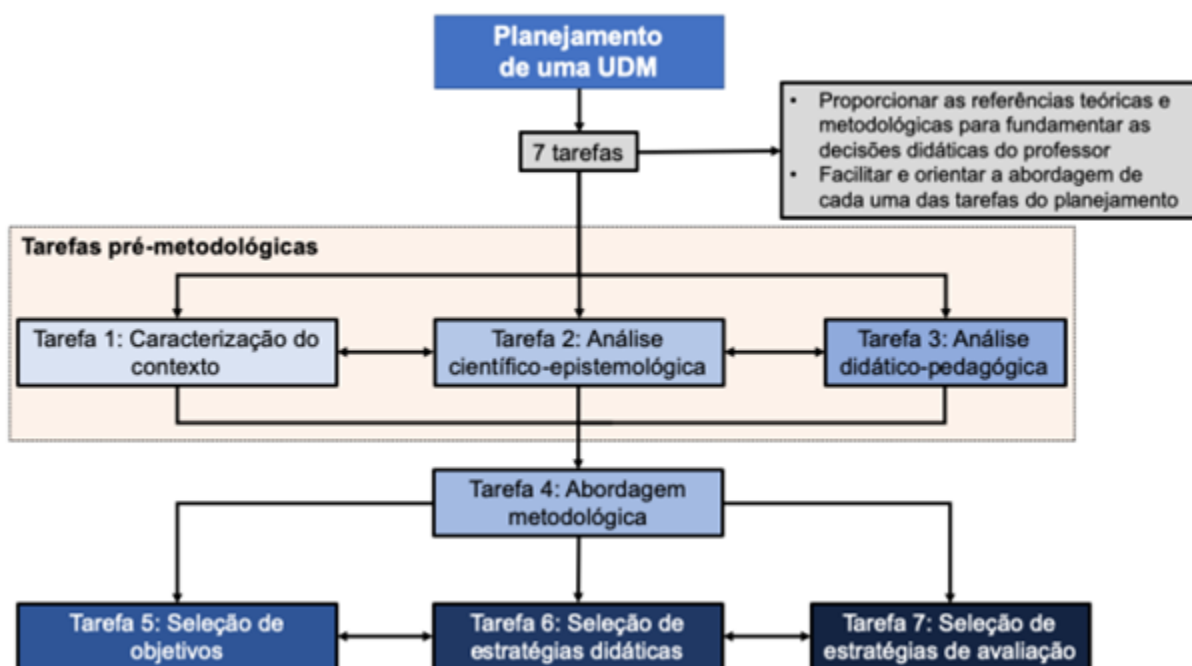 Planejamento
de uma UDM
7 tarefas
• Proporcionar as referências teóricas e
metodológicas para fundamentar as
decisões didáticas do professor
• Facilitar e orientar a abordagem de
cada uma das tarefas do planejamento
Tarefas pré-metodológicas
Tarefa 1: Caracterização do
contexto
Tarefa 2: Análise
científico-epistemológica
Tarefa 3: Análise
didático-pedagógica
Tarefa 4: Abordagem
metodológica
Tarefa 5: Seleção de
objetivos
Tarefa 6: Seleção de
estratégias didáticas
Tarefa 7: Seleção de
estratégias de avaliação